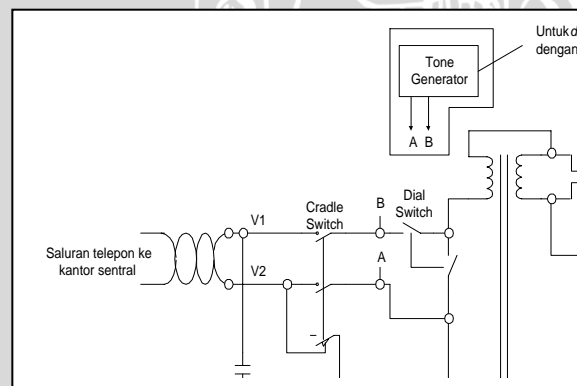 Untuk
dengan
Tone
Generator
A B
Dial
Switch
B
Cradle
Switch
V1
A
Saluran telepon ke
kantor sentral
V2